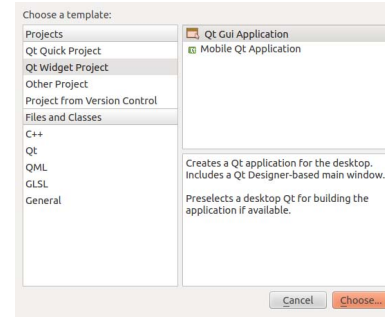 Choose a template:
Projects
Qt Quick Project
Qt Widget Project
Other Project
Project from Version Control
Files and Classes
C++
Qt
QML
GLSL
General
Qt Gui Application
Mobile Qt Application
Creates a Qt application for the desktop.
Includes a Qt Designer-based main window.
Preselects a desktop Qt for building the
application if available.
Cancel
Choose...